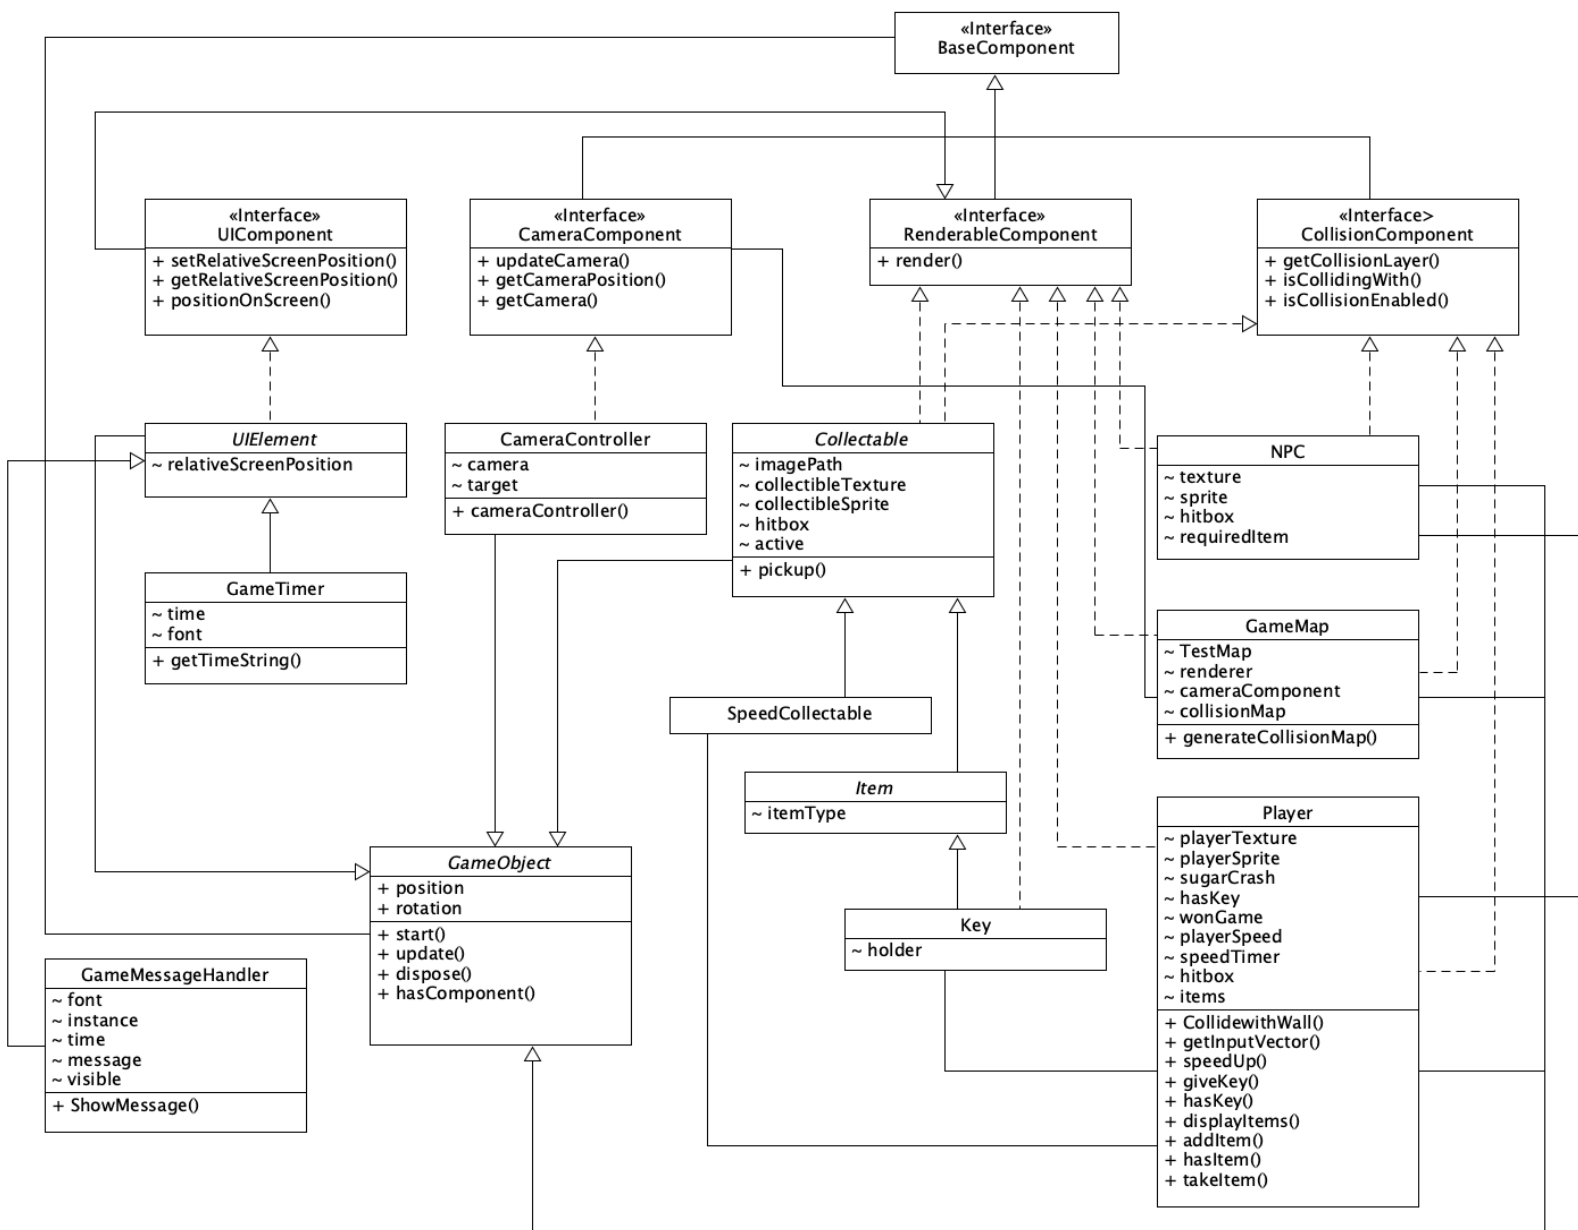 «Interface»
BaseComponent
«Interface»
UIComponent
+ setRelativeScreenPosition()
+ getRelativeScreenPosition()
+ positionOnScreen()
«Interface»
CameraComponent
+ updateCamera()
+ getCameraPosition()
+ getCamera()
«Interface»
RenderableComponent
+ render()
«Interface>
CollisionComponent
+ getCollisionLayer()
+ isCollidingWith()
+ isCollisionEnabled()
UIElement
~ relativeScreenPosition
CameraController
~ camera
~ target
+ cameraController()
Collectable
~ imagePath
~ collectibleTexture
~ collectibleSprite
~ hitbox
~ active
+ pickup()
NPC
~ texture
~ sprite
~ hitbox
~ requiredItem
GameTimer
~ time
~ font
+ getTimeString()
GameMap
~ TestMap
~ renderer
~ cameraComponent
~ collisionMap
+ generateCollisionMap()
SpeedCollectable
Item
~ itemType
Player
~ playerTexture
~ playerSprite
~ sugarCrash
~ hasKey
~ wonGame
~ playerSpeed
~ speedTimer
~ hitbox
~ items
+ CollidewithWall()
+ getInputVector()
+ speedUp()
+ giveKey()
+ hasKey()
+ displayItems()
+ addItem()
+ hasItem()
+ takeItem()
GameObject
+ position
+ rotation
+ start()
+ update()
+ dispose()
+ hasComponent()
Key
~ holder
GameMessageHandler
~ font
~ instance
~ time
~ message
~ visible
+ ShowMessage()